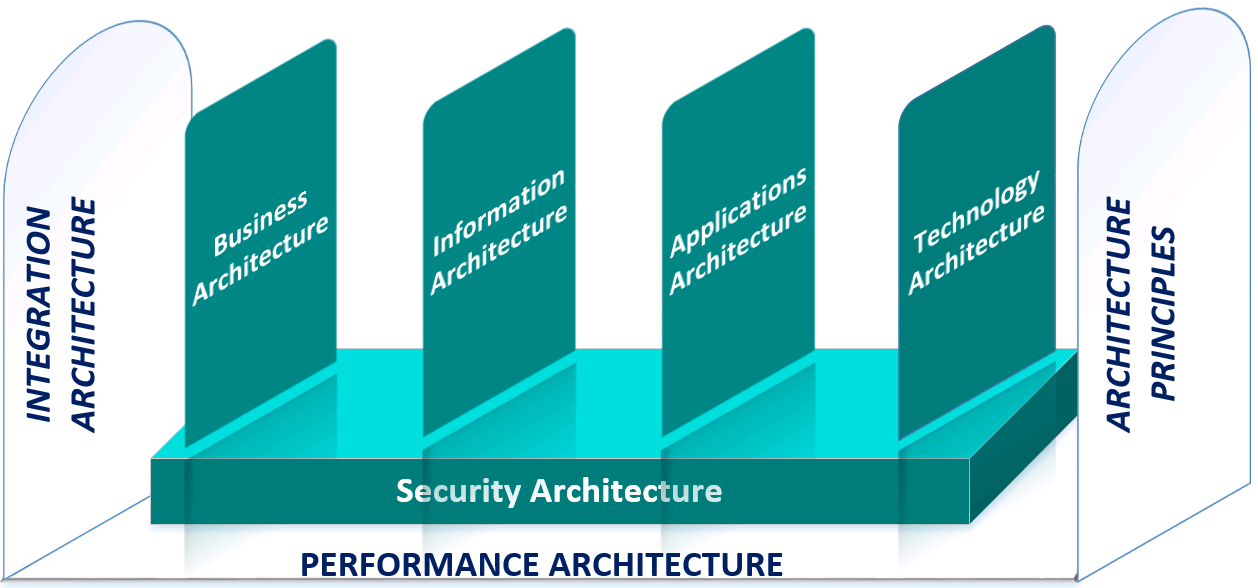 INTEGRATION
ARCHITECTURE
Business
Architecture
Information
Architecture
Applications
Architecture
Technology
Architecture
ARCHITECTURE
PRINCIPLES
Security Architecture
PERFORMANCE ARCHITECTURE